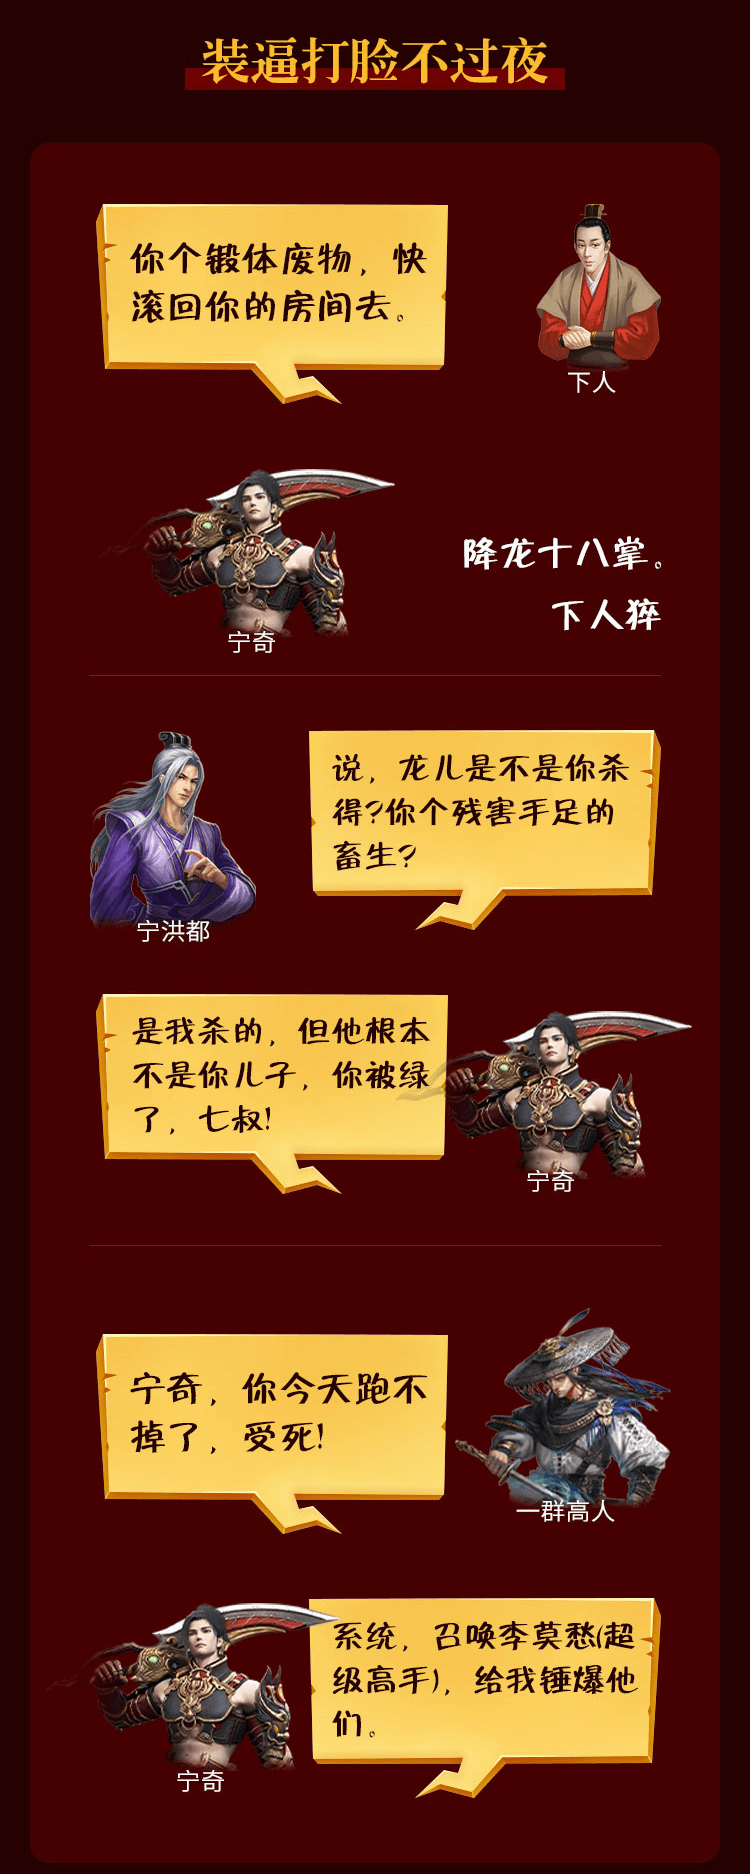 装逼打脸不过夜
你个锻体废物，快
滚回你的房间去。
下人
降龙十八掌。
下人猝
宁奇
说，龙儿是不是你杀
得?你个残害手足的
畜生?
宁洪都
是我杀的，但他根本
不是你儿子，你被绿
了，七叔!
宁奇
宁奇，你今天跑不
掉了，受死!
一群高人
系统，召唤李莫愁(超
级高手)，给我锤爆他
们。
宁奇